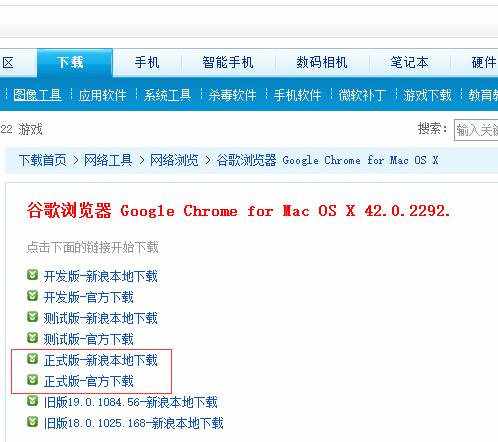 区 下载 手机 智能手机 数码相机 笔记本 硬件
图像工具 应用软件 系统工具 杀毒软件 手机软件 微软补丁 游戏下载 教育教
22 游戏 搜索: 输入关键
下载首页 > 网络工具 > 网络浏览 > 谷歌浏览器 Google Chrome for Mac OS X
谷歌浏览器 Google Chrome for Mac OS X 42.0.2292.
点击下面的链接开始下载
开发版-新浪本地下载
开发版-官方下载
测试版-新浪本地下载
测试版-官方下载
正式版-新浪本地下载
正式版-官方下载
旧版19.0.1084.56-新浪本地下载
旧版18.0.1025.168-新浪本地下载